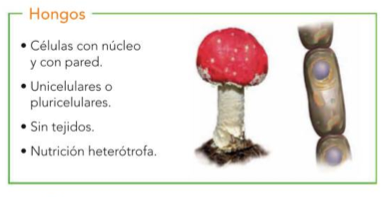 Hongos
• Células con núcleo
y con pared.
• Unicelulares o
pluricelulares.
• Sin tejidos.
• Nutrición heterótrofa.